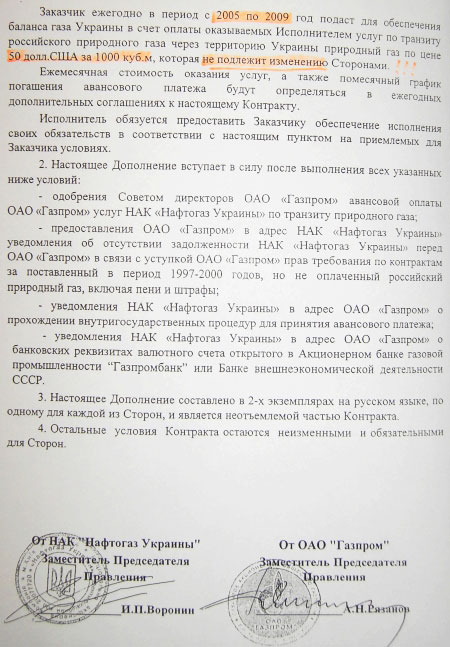 Заказчик ежегодно в период с 2005 по 2009 год подаст для обеспечения
баланса газа Украины в счет оплаты оказываемых Исполнителем услуг по транзиту
российского природного газа через территорию Украины природный газ по цене
50 долл.США за 1000 куб.м, которая не подлежит изменению Сторонами. !!!
Ежемесячная стоимость оказания услуг, а также помесячный график
погашения авансового платежа будут определяться в ежегодных
дополнительных соглашениях к настоящему Контракту.
Исполнитель обязуется предоставить Заказчику обеспечение исполнения
своих обязательств в соответствии с настоящим пунктом на приемлемых для
Заказчика условиях.
2. Настоящее Дополнение вступает в силу после выполнения всех указанных
ниже условий:
- одобрения Советом директоров ОАО «Газпром» авансовой оплаты
ОАО «Газпром» услуг НАК «Нафтогаз Украины» по транзиту природного газа;
- предоставления ОАО «Газпром» в адрес НАК «Нафтогаз Украины»
уведомления об отсутствии задолженности НАК «Нафтогаз Украины» перед
ОАО «Газпром» в связи с уступкой ОАО «Газпром» прав требования по контрактам
за поставленный в период 1997-2000 годов, но не оплаченный российский
природный газ, включая пени и штрафы;
- уведомления НАК «Нафтогаз Украины» в адрес ОАО «Газпром» о
прохождении внутригосударственных процедур для принятия авансового платежа;
- уведомления НАК «Нафтогаз Украины» в адрес ОАО «Газпром» о
банковских реквизитах валютного счета открытого в Акционерном банке газовой
промышленности "Газпромбанк" или Банке внешнеэкономической деятельности
СССР.
3. Настоящее Дополнение составлено в 2-х экземплярах на русском языке, по
одному для каждой из Сторон, и является неотъемлемой частью Контракта.
4. Остальные условия Контракта остаются неизменными и обязательными
для Сторон.
От НАК "Нафтогаз Украины"
Заместитель Председателя
Правления
И.П.Воронин
От ОАО "Газпром"
Заместитель Председателя
Правления
А.Н.Рязанов
ОАО
ГАЗПРОМ